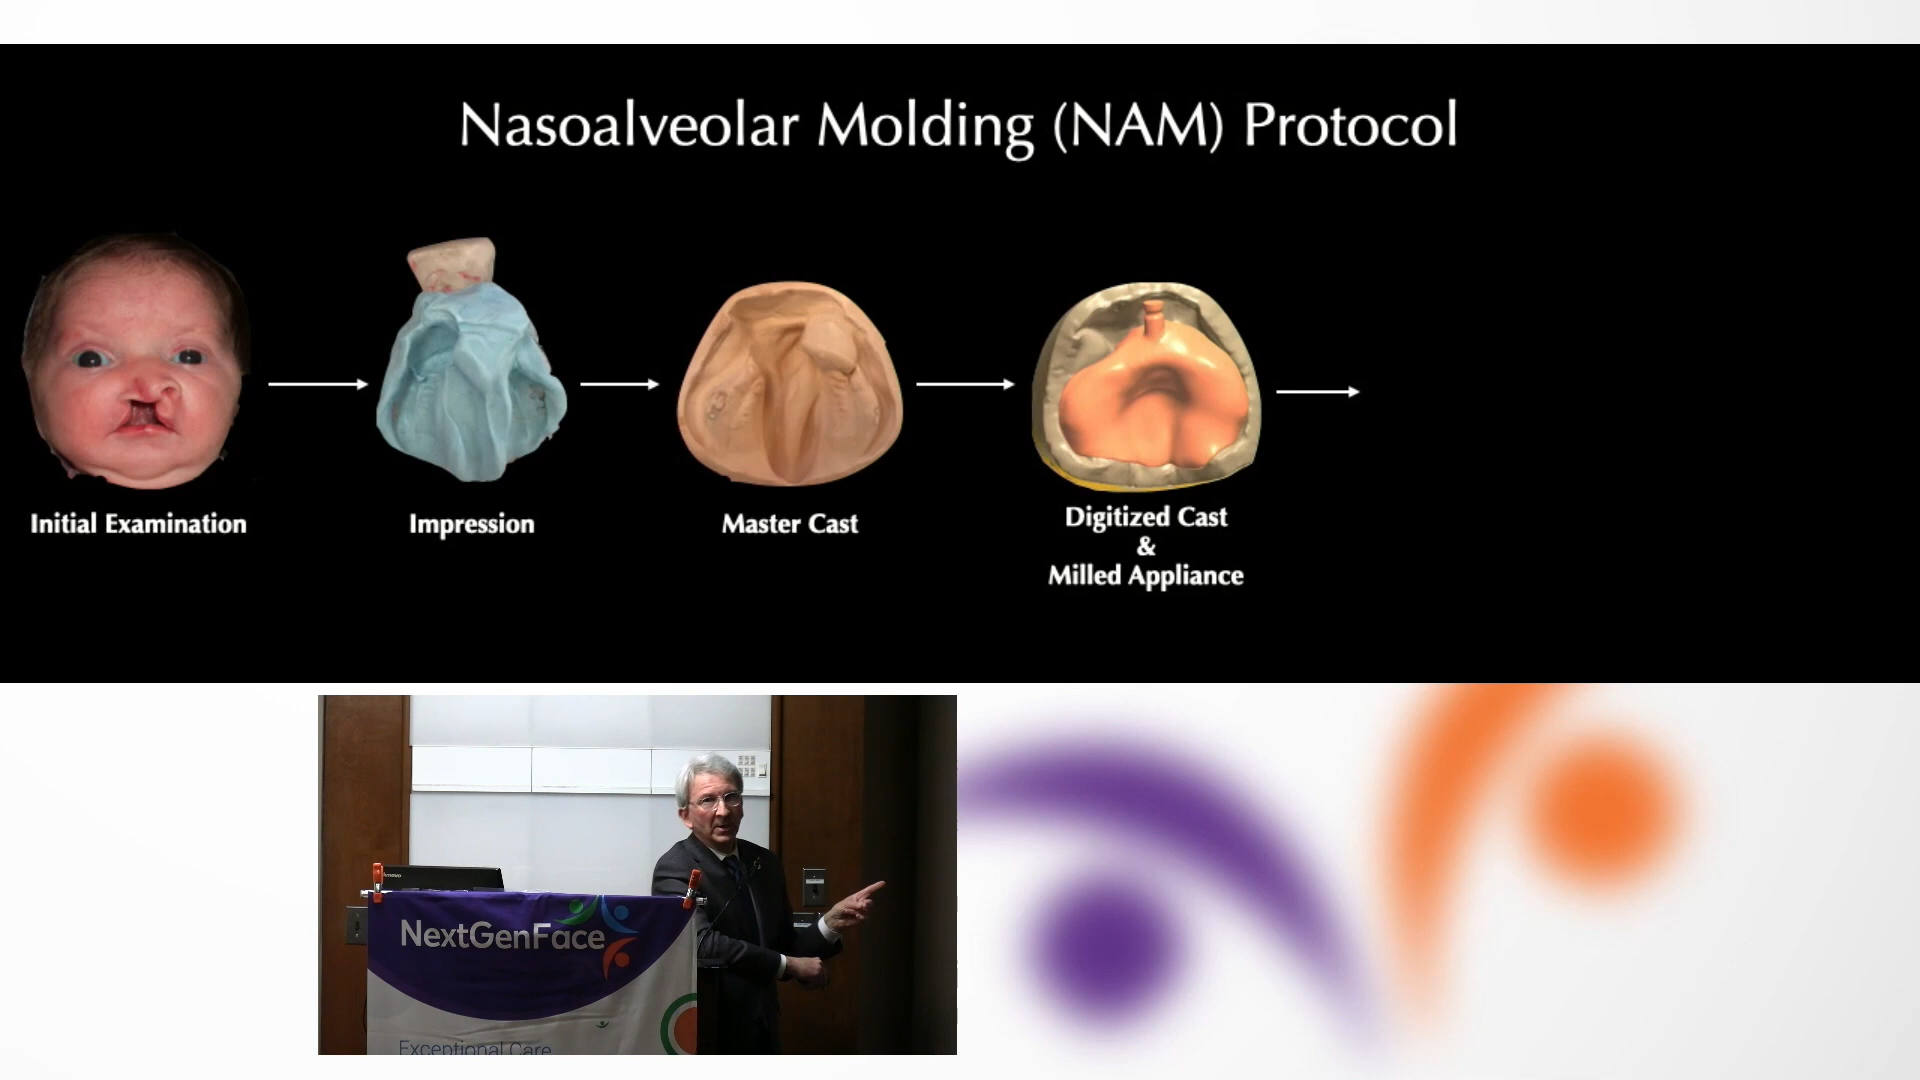 Nasoalveolar Molding (NAM) Protocol
Initial Examination
Impression
Master Cast
Digitized Cast
&
Milled Appliance
NextGenFace
Exceptional Care